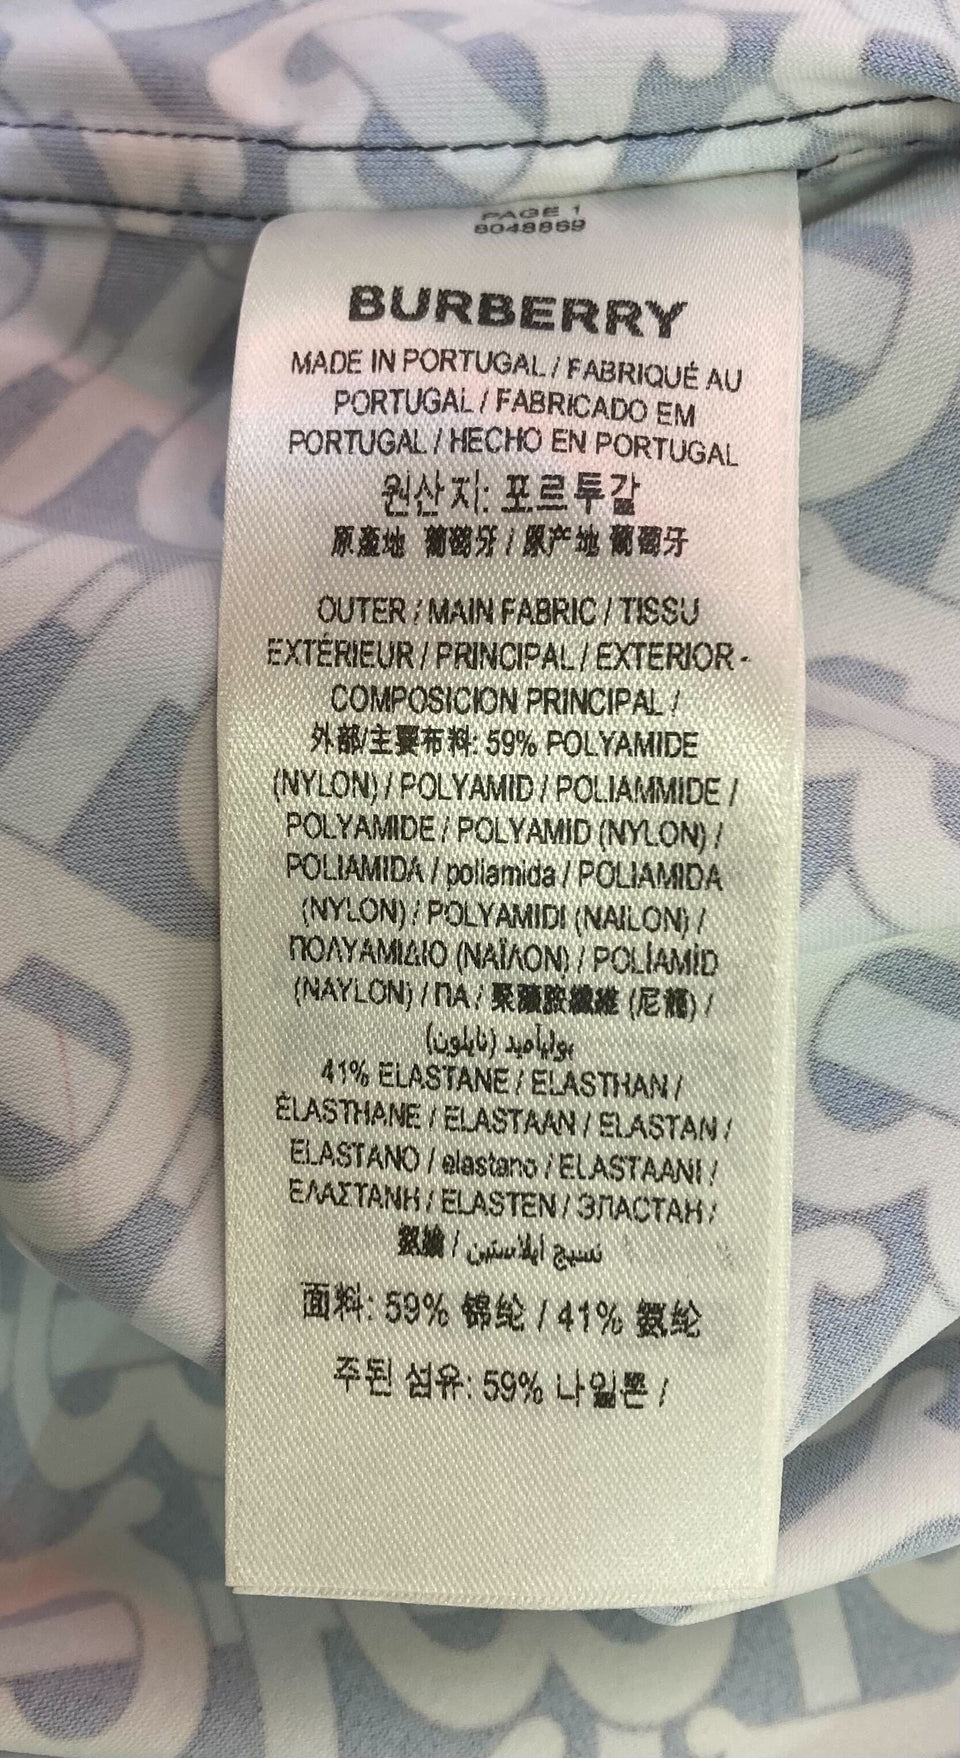 PAGE 1
8048869
BURBERRY
MADE IN PORTUGAL / FABRIQUÉ AU
PORTUGAL / FABRICADO EM
PORTUGAL / HECHO EN PORTUGAL
원산지: 포르투갈
原產地 葡萄牙 / 原产地 葡萄牙
OUTER / MAIN FABRIC / TISSU
EXTÉRIEUR / PRINCIPAL / EXTERIOR -
COMPOSICION PRINCIPAL /
外部/主要布料: 59% POLYAMIDE
(NYLON) / POLYAMID / POLIAMMIDE /
POLYAMIDE / POLYAMID (NYLON) /
POLIAMIDA / poliamida / POLIAMIDA
(NYLON) / POLYAMIDI (NAILON) /
ΠΟΛΥΑΜΙΔΙΟ (ΝΑΪΛΟΝ) / POLİAMİD
(NAYLON) / ПА / 聚醯胺纖維 (尼龍) /
بولياميد (نايلون)
41% ELASTANE / ELASTHAN /
ÉLASTHANE / ELASTAAN / ELASTAN /
ELASTANO / elastano / ELASTAANI /
ΕΛΑΣΤΑΝΗ / ELASTEN / ЭЛАСТАН /
氨綸 / نسيج ايلاستين
面料: 59% 锦纶 / 41% 氨纶
주된 섬유: 59% 나일론 /